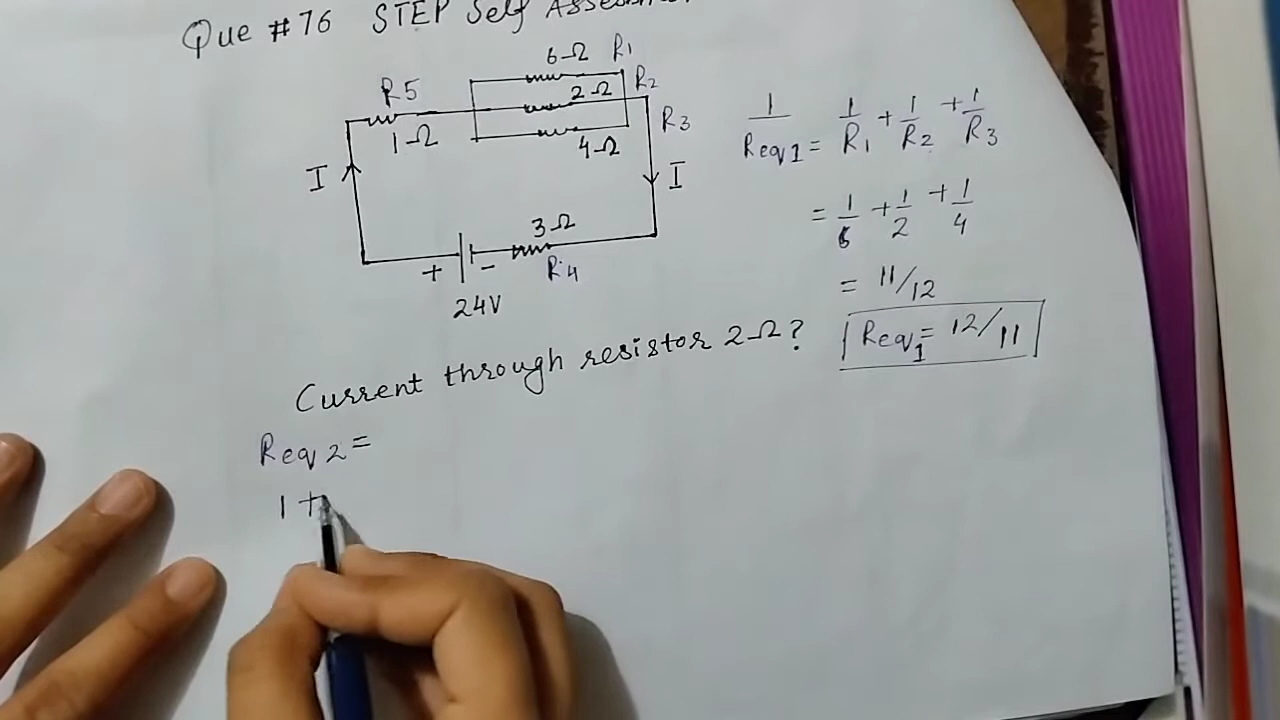 Que #76 STEP Self
6Ω R1
R5 2Ω R2
1Ω R3
4Ω
I I
3Ω
+ - R4
24V
1/Req1 = 1/R1 + 1/R2 + 1/R3
= 1/6 + 1/2 + 1/4
= 11/12
Req1 = 12/11
Current through resistor 2Ω?
Req2 =
1 +